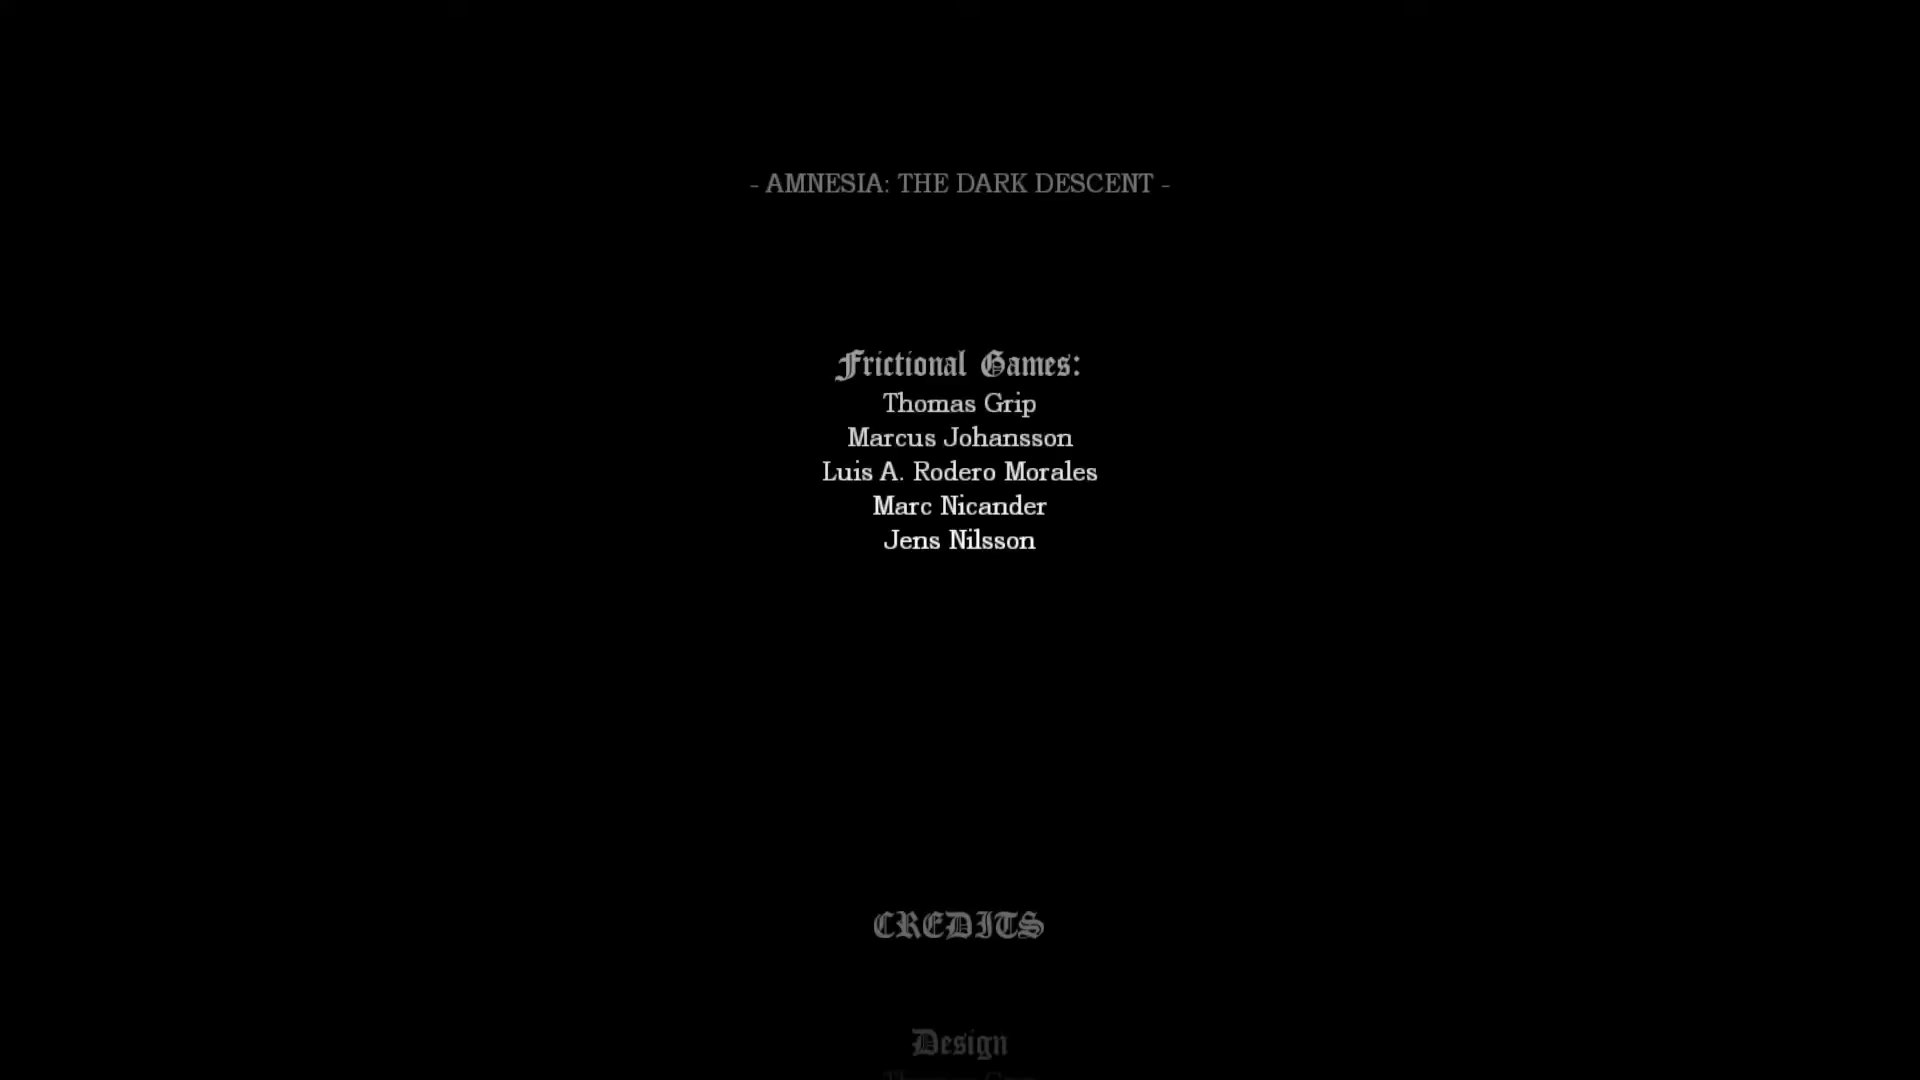 - AMNESIA: THE DARK DESCENT -
Frictional Games:
Thomas Grip
Marcus Johansson
Luis A. Rodero Morales
Marc Nicander
Jens Nilsson
CREDITS
Design